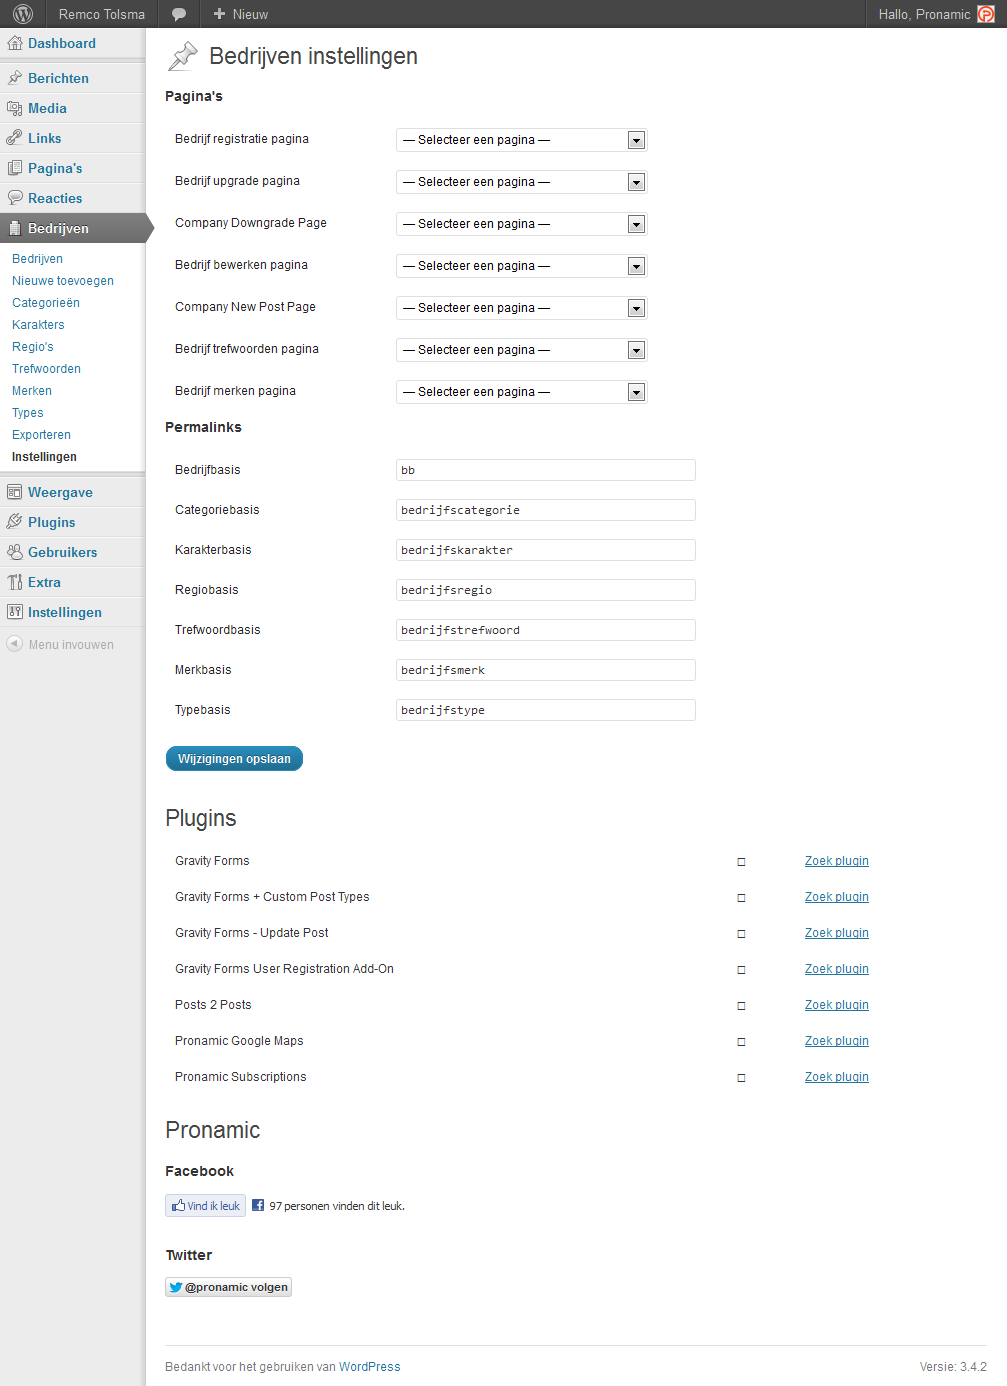 Remco Tolsma Nieuw Hallo, Pronamic
Dashboard
Berichten
Media
Links
Pagina's
Reacties
Bedrijven
Bedrijven
Nieuwe toevoegen
Categorieën
Karakters
Regio's
Trefwoorden
Merken
Types
Exporteren
Instellingen
Weergave
Plugins
Gebruikers
Extra
Instellingen
Menu invouwen
Bedrijven instellingen
Pagina's
Bedrijf registratie pagina — Selecteer een pagina —
Bedrijf upgrade pagina — Selecteer een pagina —
Company Downgrade Page — Selecteer een pagina —
Bedrijf bewerken pagina — Selecteer een pagina —
Company New Post Page — Selecteer een pagina —
Bedrijf trefwoorden pagina — Selecteer een pagina —
Bedrijf merken pagina — Selecteer een pagina —
Permalinks
Bedrijfbasis bb
Categoriebasis bedrijfscategorie
Karakterbasis bedrijfskarakter
Regiobasis bedrijfsregio
Trefwoordbasis bedrijfstrefwoord
Merkbasis bedrijfsmerk
Typebasis bedrijfstype
Wijzigingen opslaan
Plugins
Gravity Forms Zoek plugin
Gravity Forms + Custom Post Types Zoek plugin
Gravity Forms - Update Post Zoek plugin
Gravity Forms User Registration Add-On Zoek plugin
Posts 2 Posts Zoek plugin
Pronamic Google Maps Zoek plugin
Pronamic Subscriptions Zoek plugin
Pronamic
Facebook
Vind ik leuk 97 personen vinden dit leuk.
Twitter
@pronamic volgen
Bedankt voor het gebruiken van WordPress Versie: 3.4.2